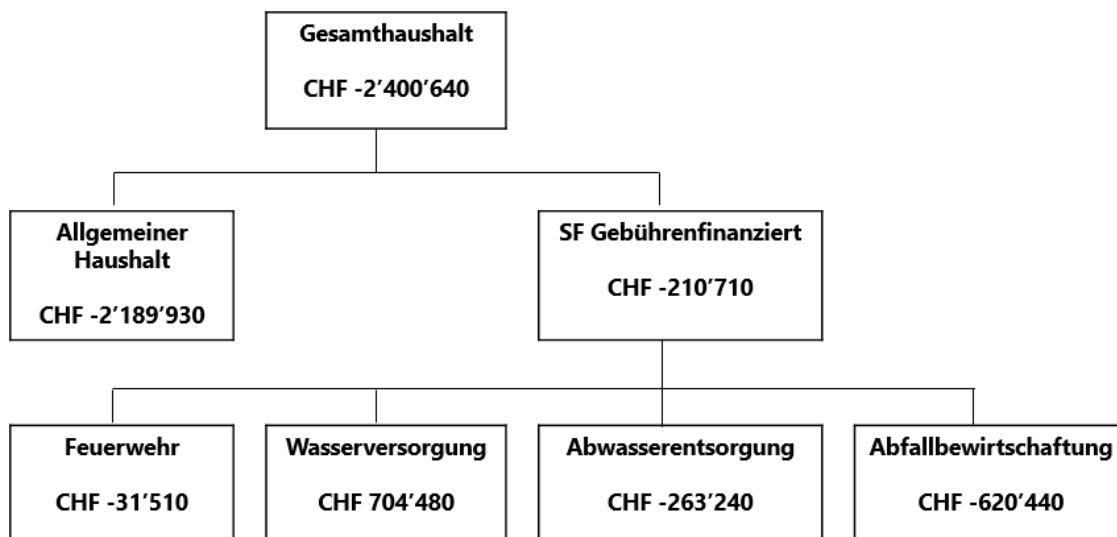 Gesamthaushalt
CHF -2’400’640
Allgemeiner
Haushalt
CHF -2’189’930
SF Gebührenfinanziert
CHF -210’710
Feuerwehr
CHF -31’510
Wasserversorgung
CHF 704’480
Abwasserentsorgung
CHF -263’240
Abfallbewirtschaftung
CHF -620’440